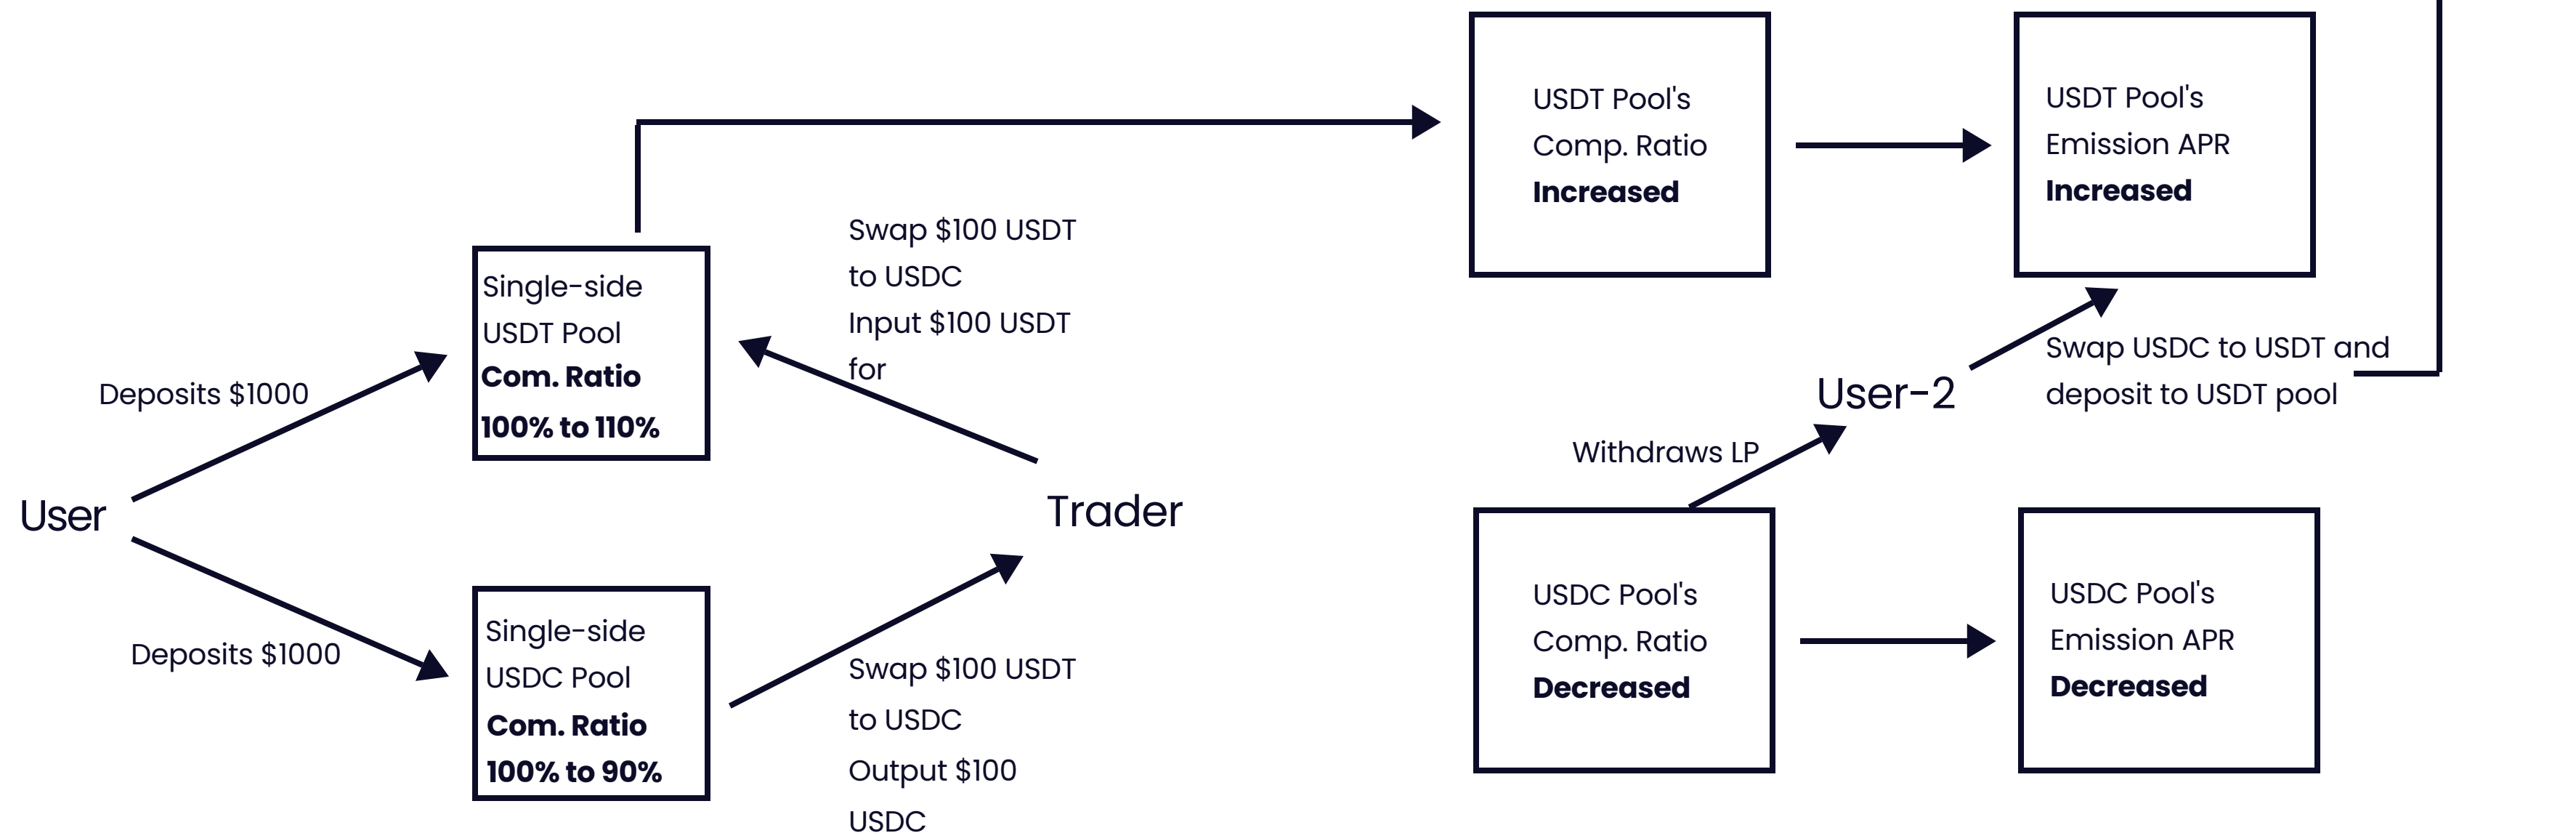 User
Deposits $1000
Deposits $1000
Single-side
USDT Pool
Com. Ratio
100% to 110%
Single-side
USDC Pool
Com. Ratio
100% to 90%
Swap $100 USDT
to USDC
Input $100 USDT
for
Trader
Swap $100 USDT
to USDC
Output $100
USDC
USDT Pool's
Comp. Ratio
Increased
USDT Pool's
Emission APR
Increased
Swap USDC to USDT and
deposit to USDT pool
User-2
Withdraws LP
USDC Pool's
Comp. Ratio
Decreased
USDC Pool's
Emission APR
Decreased